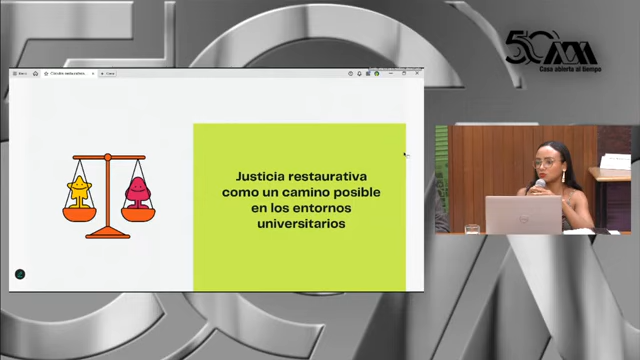 50
Casa abierta al tiempo
Justicia restaurativa
como un camino posible
en los entornos
universitarios